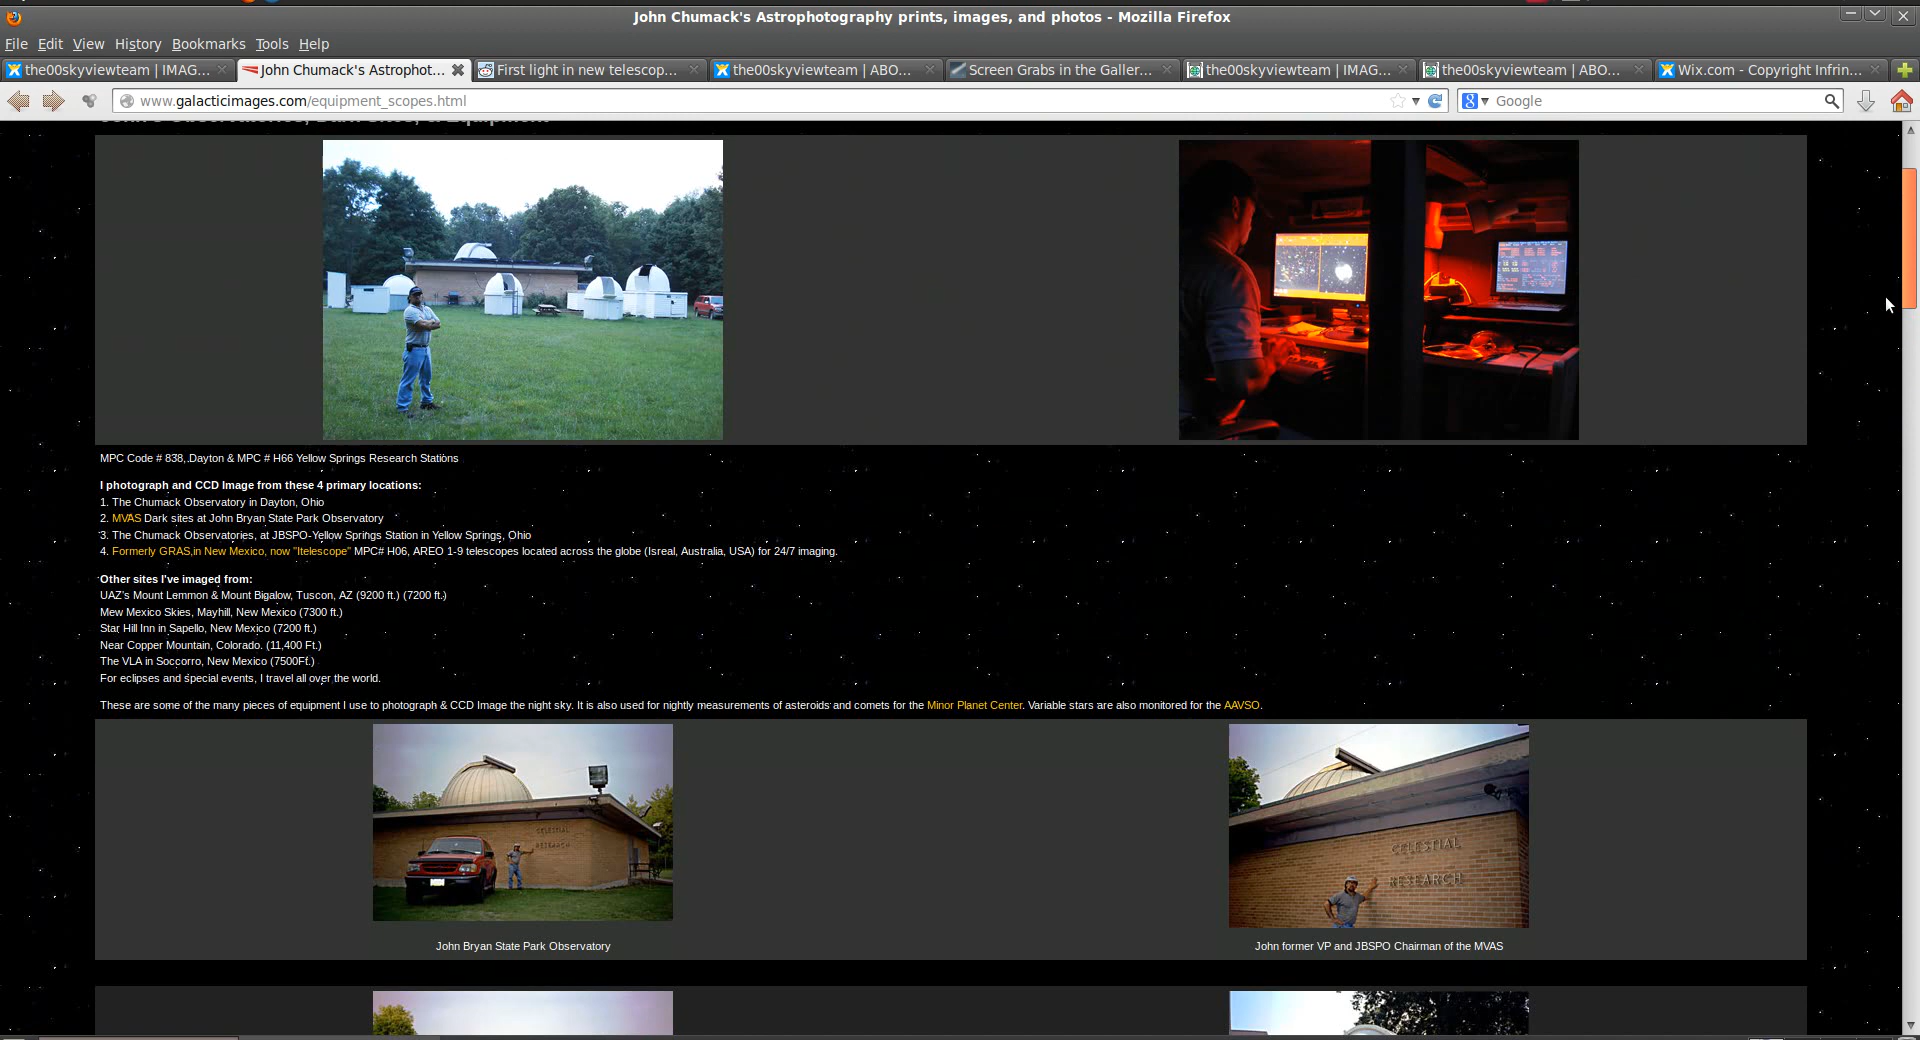 John Chumack's Astrophotography prints, images, and photos - Mozilla Firefox
File Edit View History Bookmarks Tools Help
the00skyviewteam | IMAG...
John Chumack's Astrophot...
First light in new telescop...
the00skyviewteam | ABO...
Screen Grabs in the Galler...
the00skyviewteam | IMAG...
the00skyviewteam | ABO...
Wix.com - Copyright Infrin...
www.galacticimages.com/equipment_scopes.html
Google
John's Observatories, Dark Sites, & Equipment
MPC Code # 838, Dayton & MPC # H66 Yellow Springs Research Stations
I photograph and CCD Image from these 4 primary locations:
1. The Chumack Observatory in Dayton, Ohio
2. MVAS Dark sites at John Bryan State Park Observatory
3. The Chumack Observatories, at JBSPO-Yellow Springs Station in Yellow Springs, Ohio
4. Formerly GRAS,in New Mexico, now "Itelescope" MPC# H06, AREO 1-9 telescopes located across the globe (Isreal, Australia, USA) for 24/7 imaging.
Other sites I've imaged from:
UAZ's Mount Lemmon & Mount Bigalow, Tuscon, AZ (9200 ft.) (7200 ft.)
Mew Mexico Skies, Mayhill, New Mexico (7300 ft.)
Star Hill Inn in Sapello, New Mexico (7200 ft.)
Near Copper Mountain, Colorado. (11,400 Ft.)
The VLA in Soccorro, New Mexico (7500Ft.)
For eclipses and special events, I travel all over the world.
These are some of the many pieces of equipment I use to photograph & CCD Image the night sky. It is also used for nightly measurements of asteroids and comets for the Minor Planet Center. Variable stars are also monitored for the AAVSO.
CELESTIAL
RESEARCH
CELESTIAL
RESEARCH
John Bryan State Park Observatory
John former VP and JBSPO Chairman of the MVAS